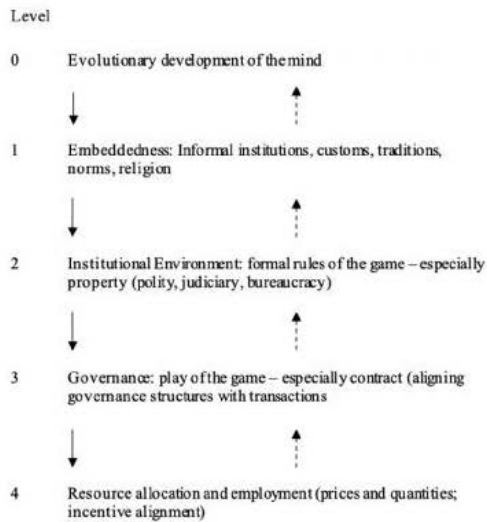 Level
0 Evolutionary development of the mind
1 Embeddedness: Informal institutions, customs, traditions,
norms, religion
2 Institutional Environment: formal rules of the game – especially
property (polity, judiciary, bureaucracy)
3 Governance: play of the game – especially contract (aligning
governance structures with transactions
4 Resource allocation and employment (prices and quantities;
incentive alignment)